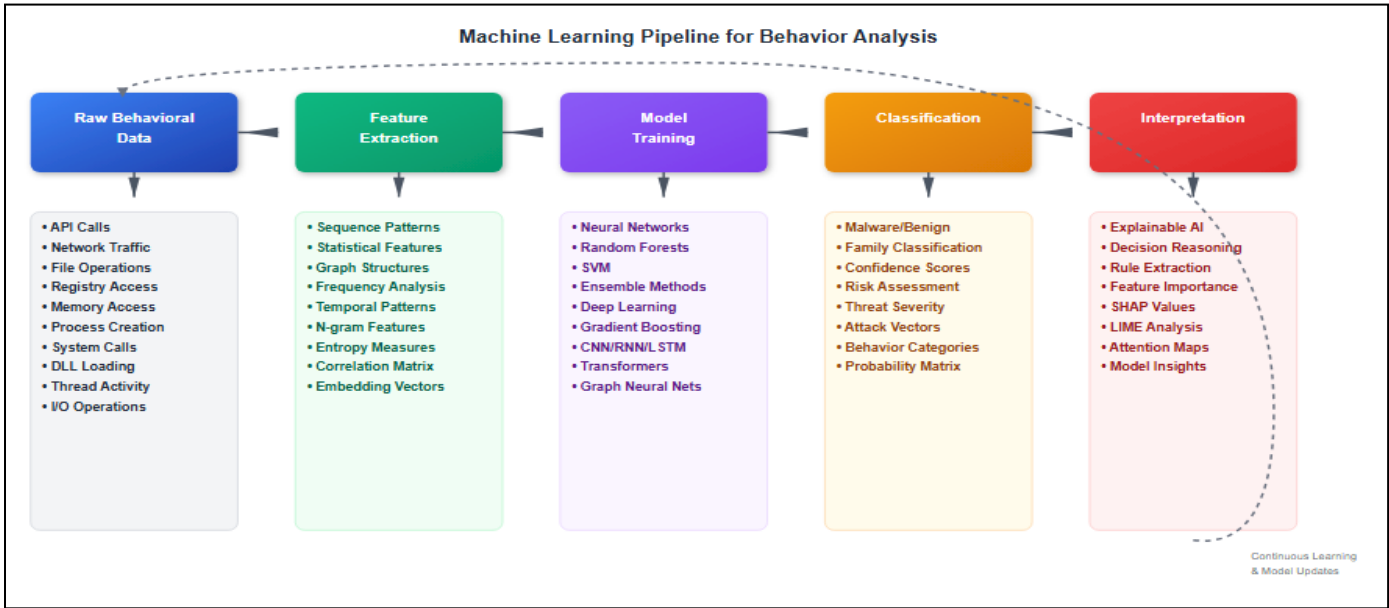 Machine Learning Pipeline for Behavior Analysis
Raw Behavioral
Data
Feature
Extraction
Model
Training
Classification
Interpretation
• API Calls
• Network Traffic
• File Operations
• Registry Access
• Memory Access
• Process Creation
• System Calls
• DLL Loading
• Thread Activity
• I/O Operations
• Sequence Patterns
• Statistical Features
• Graph Structures
• Frequency Analysis
• Temporal Patterns
• N-gram Features
• Entropy Measures
• Correlation Matrix
• Embedding Vectors
• Neural Networks
• Random Forests
• SVM
• Ensemble Methods
• Deep Learning
• Gradient Boosting
• CNN/RNN/LSTM
• Transformers
• Graph Neural Nets
• Malware/Benign
• Family Classification
• Confidence Scores
• Risk Assessment
• Threat Severity
• Attack Vectors
• Behavior Categories
• Probability Matrix
• Explainable AI
• Decision Reasoning
• Rule Extraction
• Feature Importance
• SHAP Values
• LIME Analysis
• Attention Maps
• Model Insights
Continuous Learning
& Model Updates